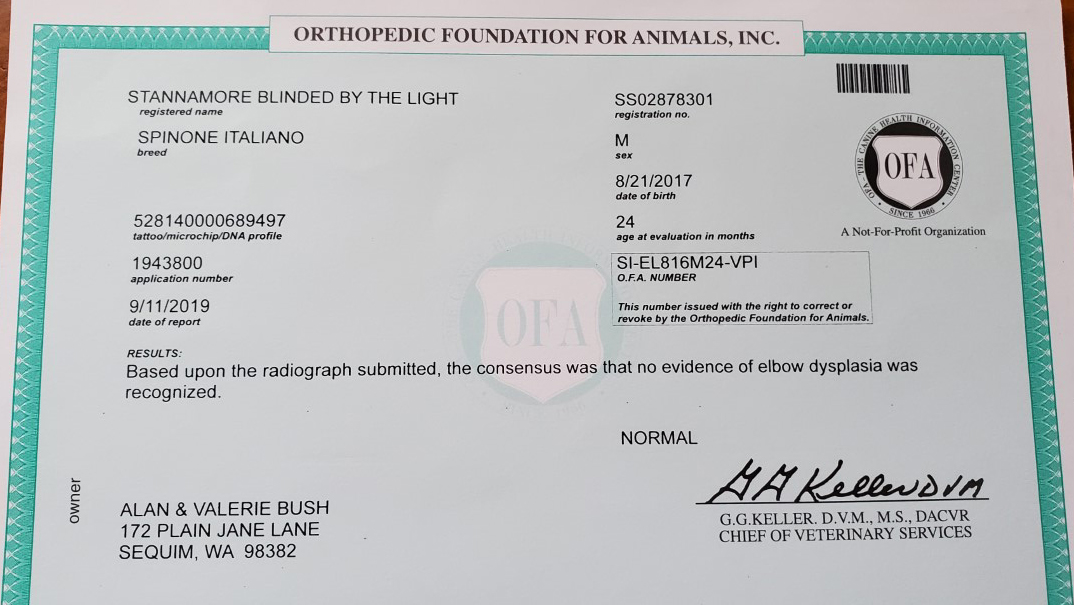 ORTHOPEDIC FOUNDATION FOR ANIMALS, INC.
STANNAMORE BLINDED BY THE LIGHT
registered name
SPINONE ITALIANO
breed
528140000689497
tattoo/microchip/DNA profile
1943800
application number
9/11/2019
date of report
SS02878301
registration no.
M
sex
8/21/2017
date of birth
24
age at evaluation in months
SI-EL816M24-VPI
O.F.A. NUMBER
This number issued with the right to correct or
revoke by the Orthopedic Foundation for Animals.
OFA - THE CANINE HEALTH INFORMATION CENTER
OFA
SINCE 1966
A Not-For-Profit Organization
OFA
RESULTS:
Based upon the radiograph submitted, the consensus was that no evidence of elbow dysplasia was
recognized.
NORMAL
owner
ALAN & VALERIE BUSH
172 PLAIN JANE LANE
SEQUIM, WA 98382
GG Keller DVM
G.G.KELLER. D.V.M., M.S., DACVR
CHIEF OF VETERINARY SERVICES